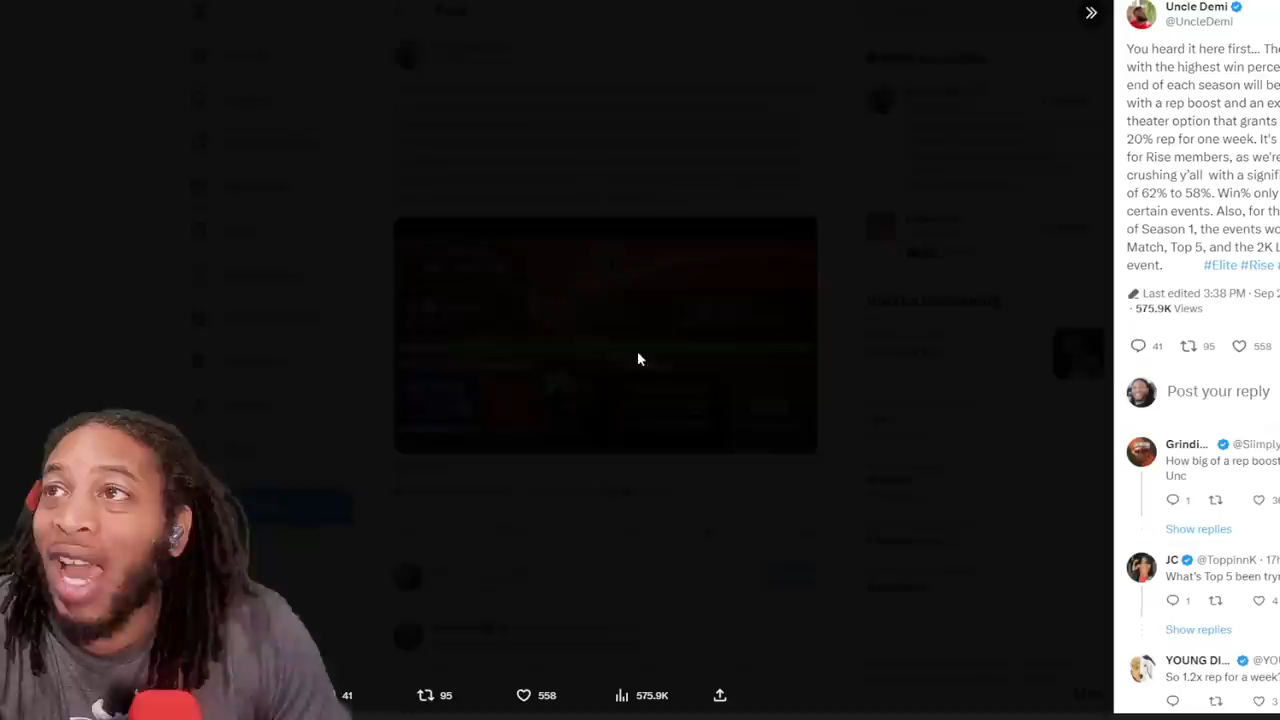 Uncle Demi
@UncleDemi
You heard it here first... The
with the highest win perce
end of each season will be
with a rep boost and an ex
theater option that grants
20% rep for one week. It's
for Rise members, as we're
crushing y'all with a signifi
of 62% to 58%. Win% only
certain events. Also, for th
of Season 1, the events wo
Match, Top 5, and the 2K L
event. #Elite #Rise #
Last edited 3:38 PM · Sep 2
· 575.9K Views
41 95 558
Post your reply
Grindi... @Siimply
How big of a rep boost
Unc
1 36
Show replies
JC @ToppinnK · 17h
What's Top 5 been tryn
1 4
Show replies
YOUNG DI... @YOU
So 1.2x rep for a week?
3
41 95 558 575.9K